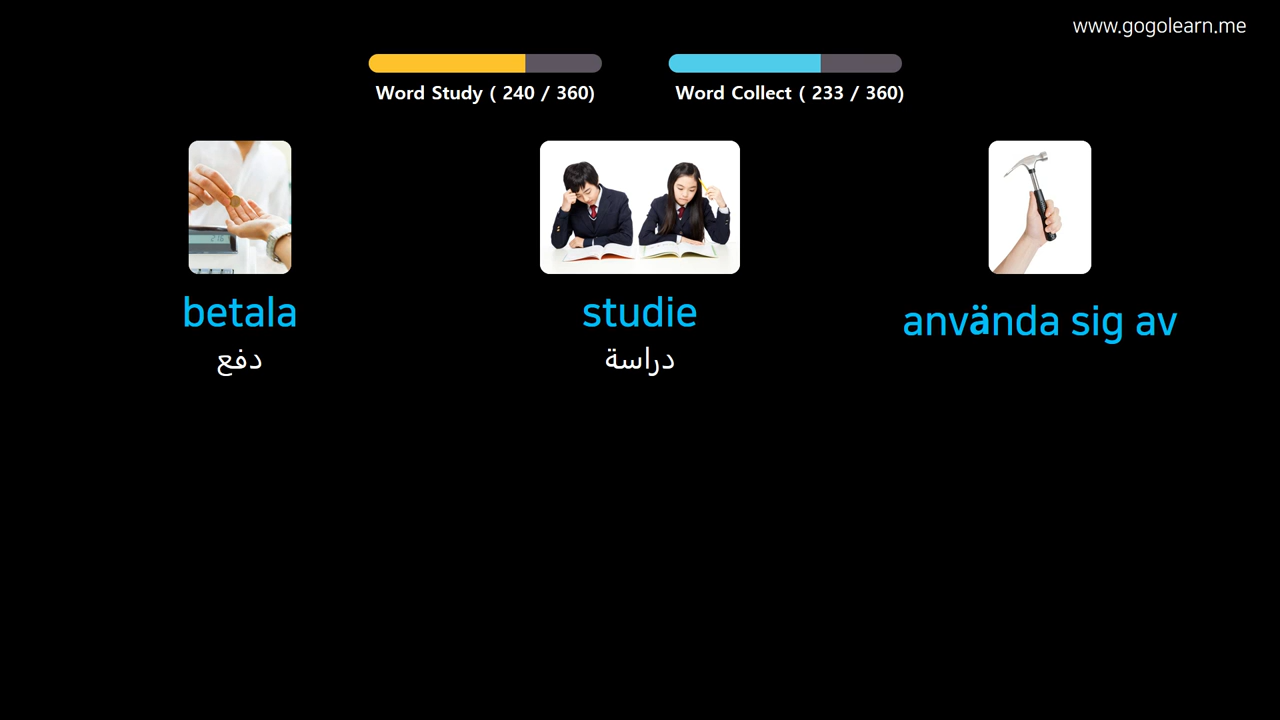 www.gogolearn.me
Word Study ( 240 / 360)
Word Collect ( 233 / 360)
betala
دفع
studie
دراسة
använda sig av